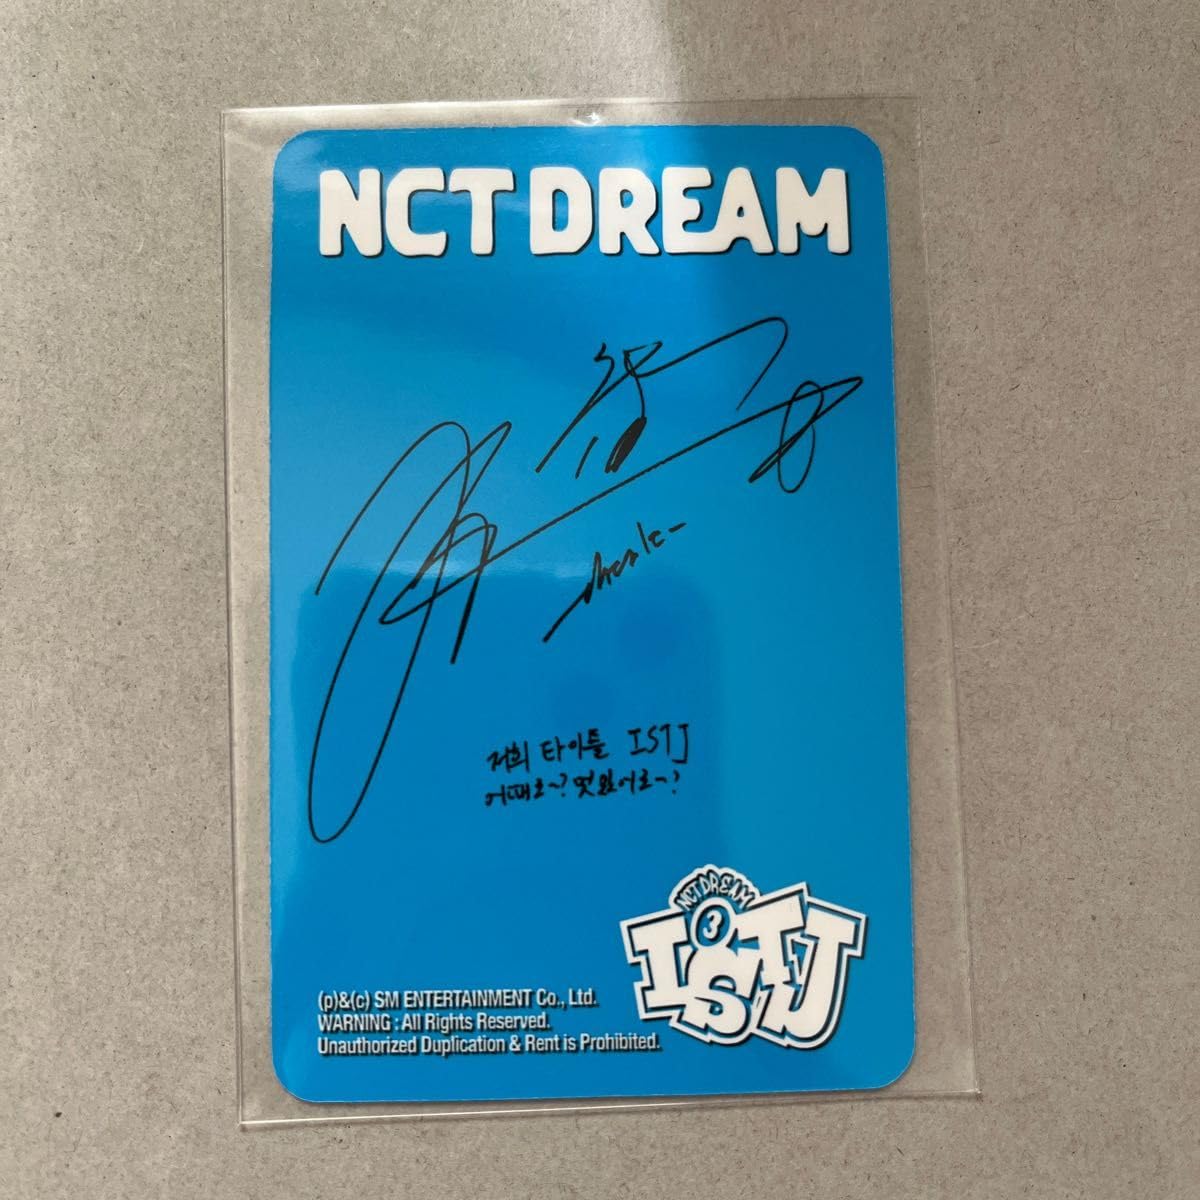 NCT DREAM
저희 타이틀 ISTJ
어때요~? 멋있어요~?
NCT DREAM
3
ISTJ
(p)&(c) SM ENTERTAINMENT Co., Ltd.
WARNING : All Rights Reserved.
Unauthorized Duplication & Rent is Prohibited.